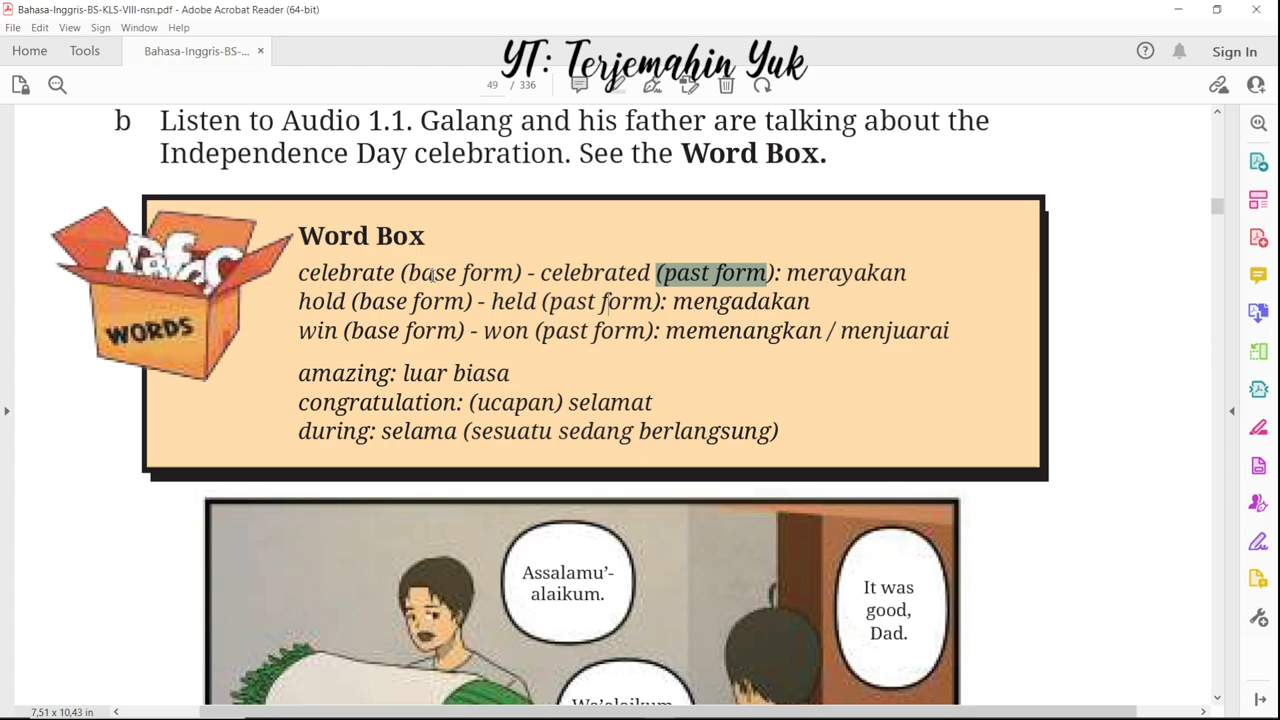 Bahasa-Inggris-BS-KLS-VIII-nsn.pdf - Adobe Acrobat Reader (64-bit)
File Edit View Sign Window Help
Home Tools Bahasa-Inggris-BS-... × Sign In
YT: Terjemahin Yuk
49 / 336
b Listen to Audio 1.1. Galang and his father are talking about the
Independence Day celebration. See the Word Box.
WORDS
Word Box
celebrate (base form) - celebrated (past form): merayakan
hold (base form) - held (past form): mengadakan
win (base form) - won (past form): memenangkan / menjuarai
amazing: luar biasa
congratulation: (ucapan) selamat
during: selama (sesuatu sedang berlangsung)
Assalamu’-
alaikum.
It was
good,
Dad.
Wa’alaikum
7,51 x 10,43 in